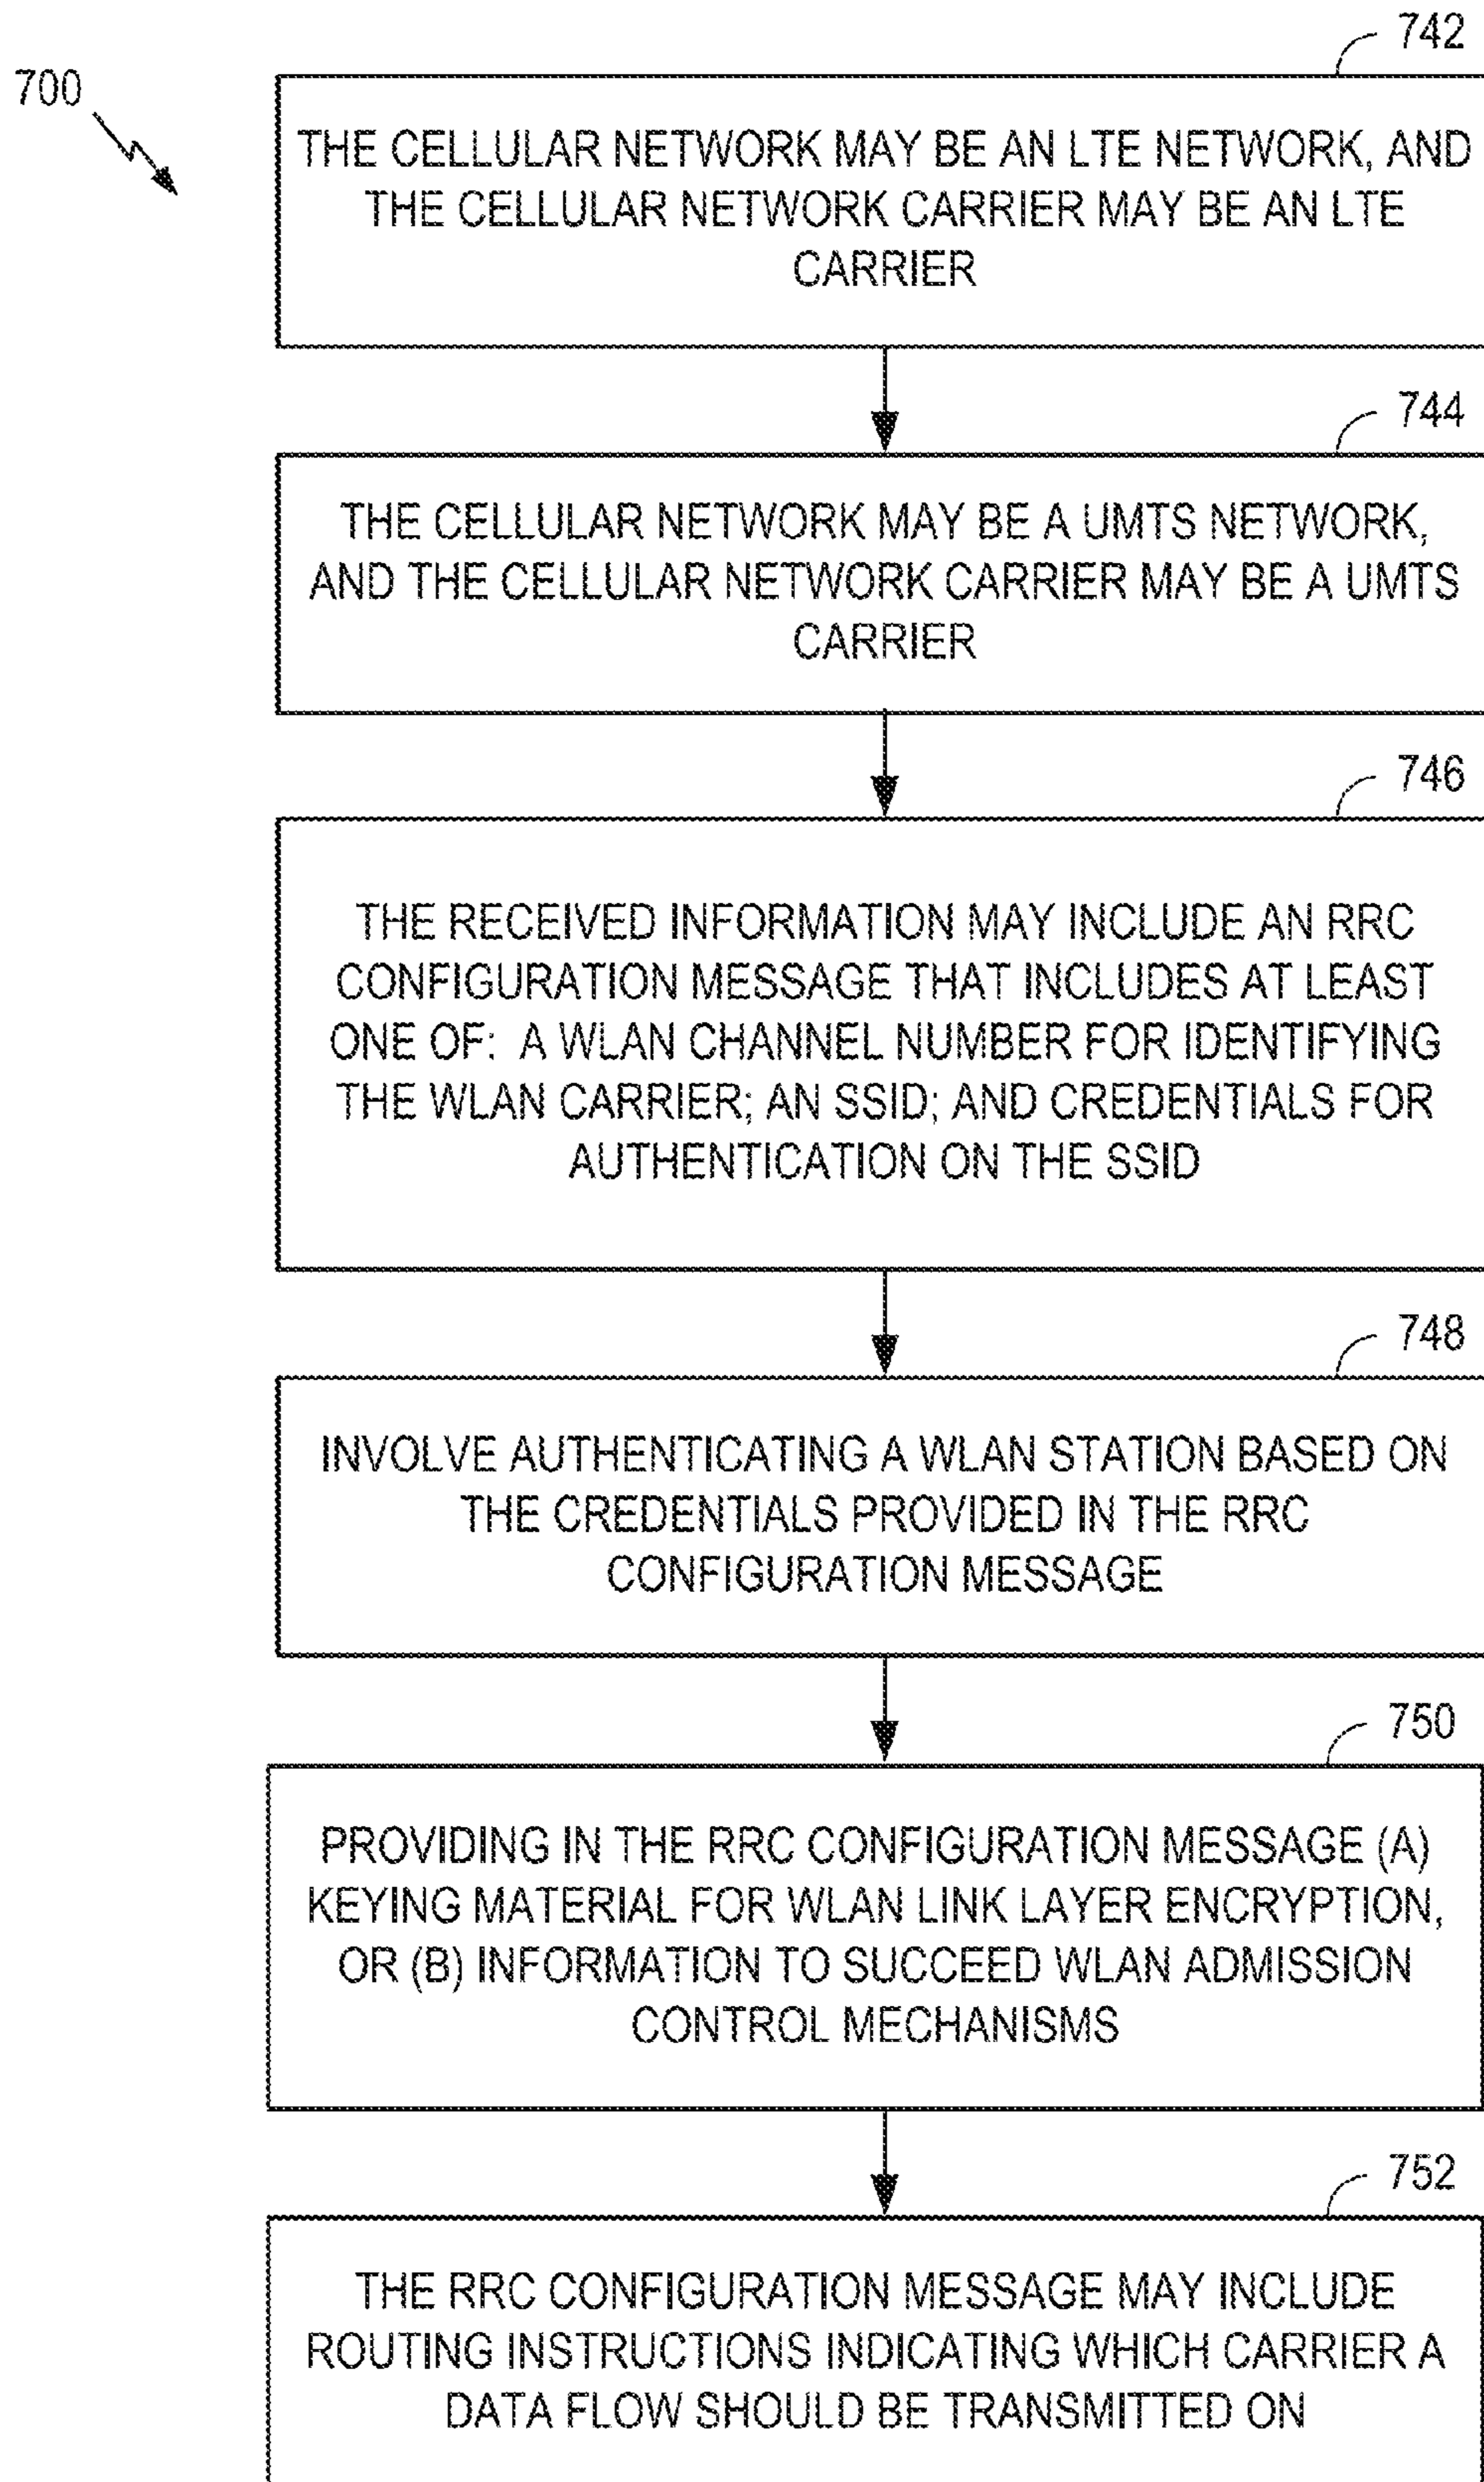 742
700
THE CELLULAR NETWORK MAY BE AN LTE NETWORK, AND
THE CELLULAR NETWORK CARRIER MAY BE AN LTE
CARRIER
744
THE CELLULAR NETWORK MAY BE A UMTS NETWORK,
AND THE CELLULAR NETWORK CARRIER MAY BE A UMTS
CARRIER
746
THE RECEIVED INFORMATION MAY INCLUDE AN RRC
CONFIGURATION MESSAGE THAT INCLUDES AT LEAST
ONE OF: A WLAN CHANNEL NUMBER FOR IDENTIFYING
THE WLAN CARRIER; AN SSID; AND CREDENTIALS FOR
AUTHENTICATION ON THE SSID
748
INVOLVE AUTHENTICATING A WLAN STATION BASED ON
THE CREDENTIALS PROVIDED IN THE RRC
CONFIGURATION MESSAGE
750
PROVIDING IN THE RRC CONFIGURATION MESSAGE (A)
KEYING MATERIAL FOR WLAN LINK LAYER ENCRYPTION,
OR (B) INFORMATION TO SUCCEED WLAN ADMISSION
CONTROL MECHANISMS
752
THE RRC CONFIGURATION MESSAGE MAY INCLUDE
ROUTING INSTRUCTIONS INDICATING WHICH CARRIER A
DATA FLOW SHOULD BE TRANSMITTED ON